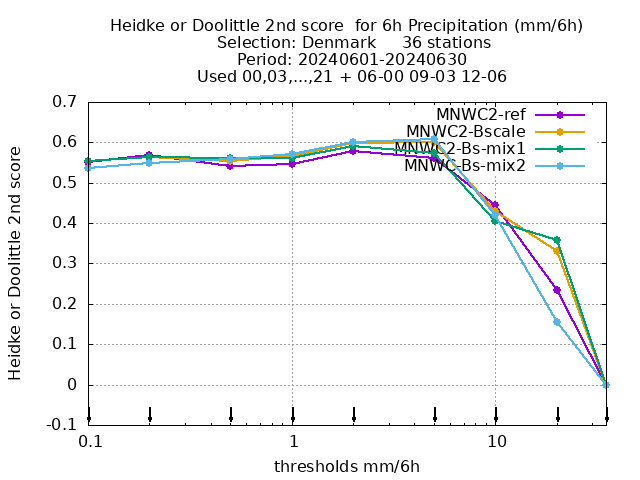 Heidke or Doolittle 2nd score  for 6h Precipitation (mm/6h)
Selection: Denmark     36 stations
Period: 20240601-20240630
Used 00,03,...,21 + 06-00 09-03 12-06
Heidke or Doolittle 2nd score
0.7
0.6
0.5
0.4
0.3
0.2
0.1
0
-0.1
MNWC2-ref
MNWC2-Bscale
MNWC2-Bs-mix1
MNWC-Bs-mix2
0.1
1
10
thresholds mm/6h